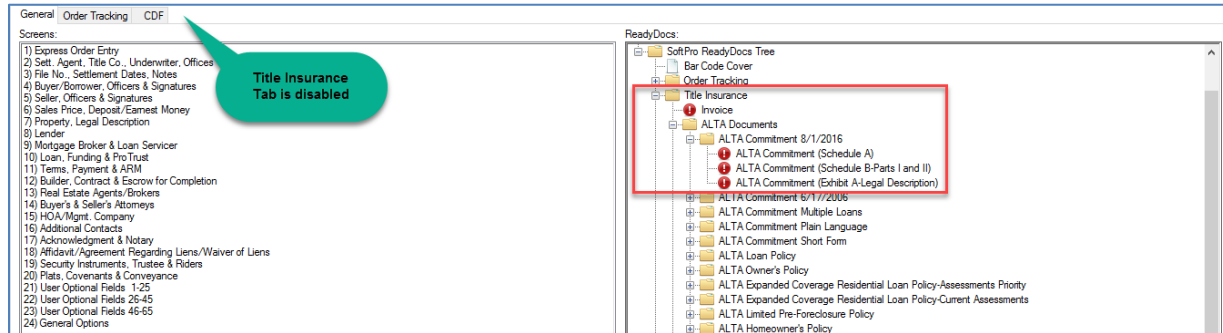 General Order Tracking CDF
Screens:
1) Express Order Entry
2) Sett. Agent, Title Co., Underwriter, Offices
3) File No., Settlement Dates, Notes
4) Buyer/Borrower, Officers & Signatures
5) Seller, Officers & Signatures
6) Sales Price, Deposit/Earnest Money
7) Property, Legal Description
8) Lender
9) Mortgage Broker & Loan Servicer
10) Loan, Funding & ProTrust
11) Terms, Payment & ARM
12) Builder, Contract & Escrow for Completion
13) Real Estate Agents/Brokers
14) Buyer's & Seller's Attorneys
15) HOA/Mgmt. Company
16) Additional Contacts
17) Acknowledgment & Notary
18) Affidavit/Agreement Regarding Liens/Waiver of Liens
19) Security Instruments, Trustee & Riders
20) Plats, Covenants & Conveyance
21) User Optional Fields 1-25
22) User Optional Fields 26-45
23) User Optional Fields 46-65
24) General Options
Title Insurance
Tab is disabled
ReadyDocs:
SoftPro ReadyDocs Tree
Bar Code Cover
Order Tracking
Title Insurance
Invoice
ALTA Documents
ALTA Commitment 8/1/2016
ALTA Commitment (Schedule A)
ALTA Commitment (Schedule B-Parts I and II)
ALTA Commitment (Exhibit A-Legal Description)
ALTA Commitment 6/17/2006
ALTA Commitment Multiple Loans
ALTA Commitment Plain Language
ALTA Commitment Short Form
ALTA Loan Policy
ALTA Owner's Policy
ALTA Expanded Coverage Residential Loan Policy-Assessments Priority
ALTA Expanded Coverage Residential Loan Policy-Current Assessments
ALTA Limited Pre-Foreclosure Policy
ALTA Homeowner's Policy